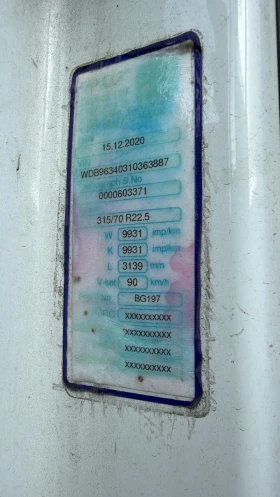 15.12.2020
WDB96340310363887
0000603371
315/70 R22.5
W 9931 imp/km
K 9931 imp/km
L 3139 mm
V-set 90 km/h
BG197
XXXXXXXXXX
XXXXXXXXXX
XXXXXXXXXX
XXXXXXXXXX